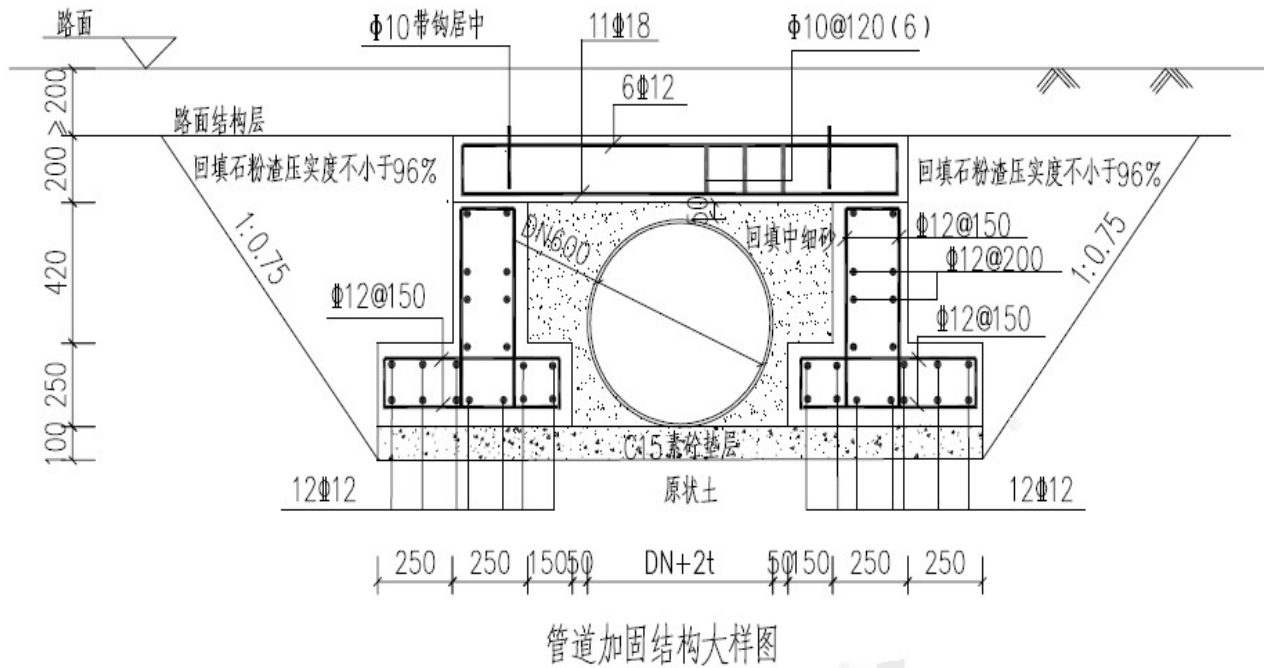 路面
Φ10带钩居中
11Φ18
Φ10@120(6)
6Φ12
≥200
路面结构层
200
回填石粉渣压实度不小于96%
回填石粉渣压实度不小于96%
1:0.75
50
DN600
回填中细砂
Φ12@150
1:0.75
Φ12@200
420
Φ12@150
Φ12@150
250
100
C15素砼垫层
12Φ12
原状土
12Φ12
250
250
150
50
DN+2t
50
150
250
250
管道加固结构大样图